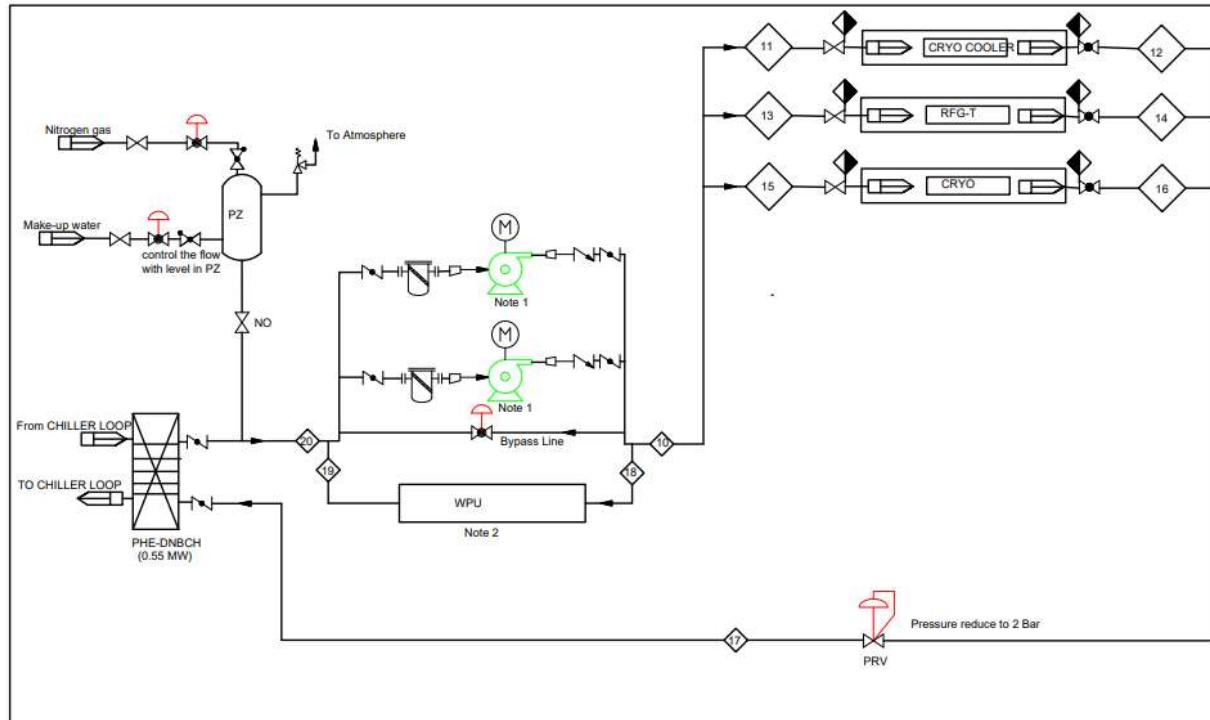 11
CRYO COOLER
12
Nitrogen gas
To Atmosphere
13
RFG-T
14
15
CRYO
16
PZ
Make-up water
control the flow
with level in PZ
M
Note 1
NO
M
Note 1
From CHILLER LOOP
20
Bypass Line
10
19
18
TO CHILLER LOOP
WPU
Note 2
PHE-DNBCH
(0.55 MW)
17
Pressure reduce to 2 Bar
PRV